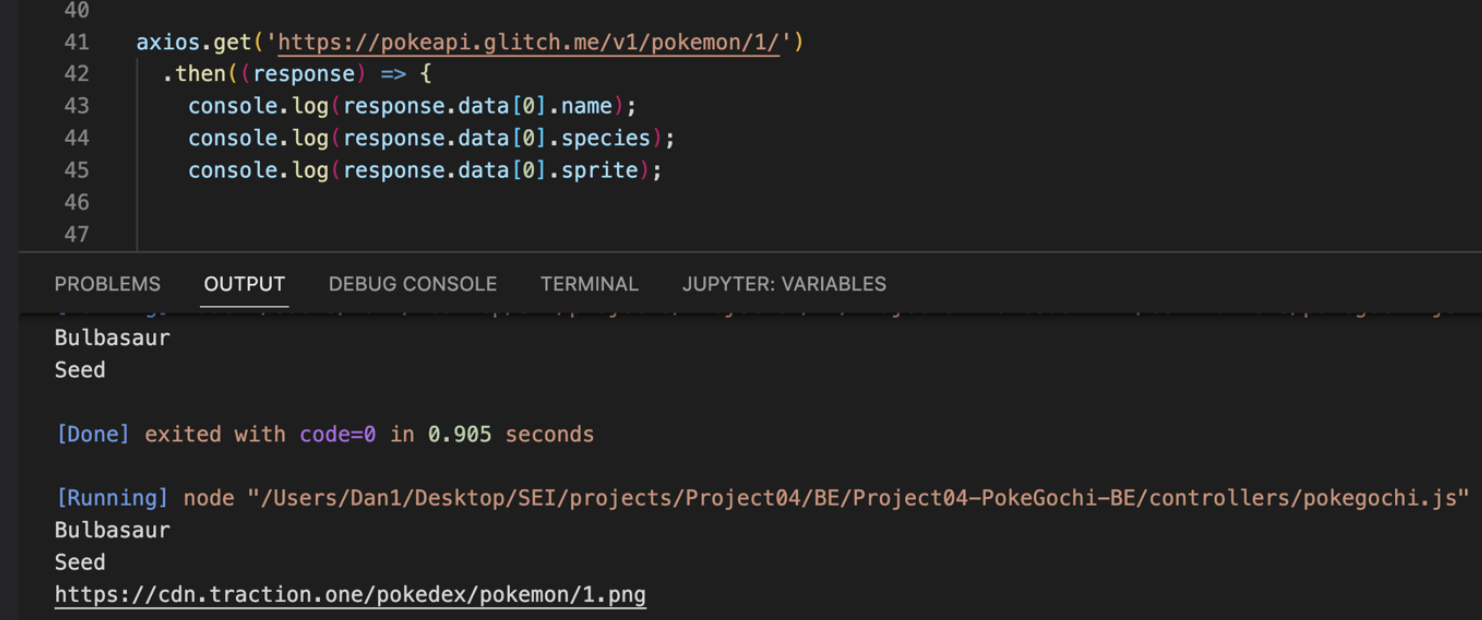 40
41 axios.get('https://pokeapi.glitch.me/v1/pokemon/1/')
42 .then((response) => {
43 console.log(response.data[0].name);
44 console.log(response.data[0].species);
45 console.log(response.data[0].sprite);
46
47
PROBLEMS OUTPUT DEBUG CONSOLE TERMINAL JUPYTER: VARIABLES
Bulbasaur
Seed
[Done] exited with code=0 in 0.905 seconds
[Running] node "/Users/Dan1/Desktop/SEI/projects/Project04/BE/Project04-PokeGochi-BE/controllers/pokegochi.js"
Bulbasaur
Seed
https://cdn.traction.one/pokedex/pokemon/1.png